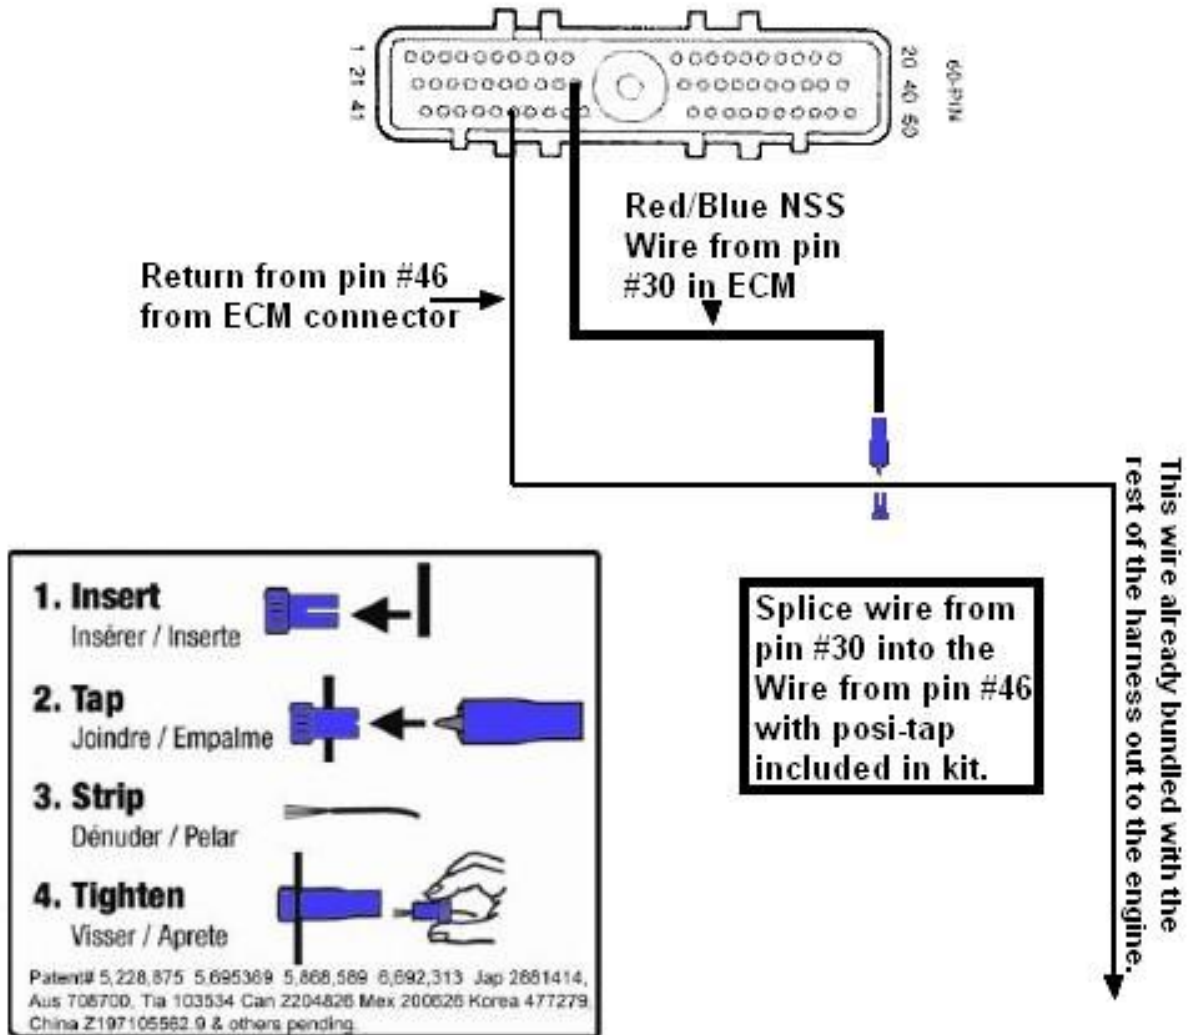 1 21 41
20 40 60
60-PIN
Red/Blue NSS
Wire from pin
#30 in ECM
Return from pin #46
from ECM connector
This wire already bundled with the
rest of the harness out to the engine.
Splice wire from
pin #30 into the
Wire from pin #46
with posi-tap
included in kit.
1. Insert
Insérer / Inserte
2. Tap
Joindre / Empalme
3. Strip
Dénuder / Pelar
4. Tighten
Visser / Aprete
Patent# 5,228,875 5,695369 5,868,589 6,692,313 Jap 2681414,
Aus 708700, Tia 103534 Can 2204826 Mex 200626 Korea 477279,
China Z197105562.9 & others pending